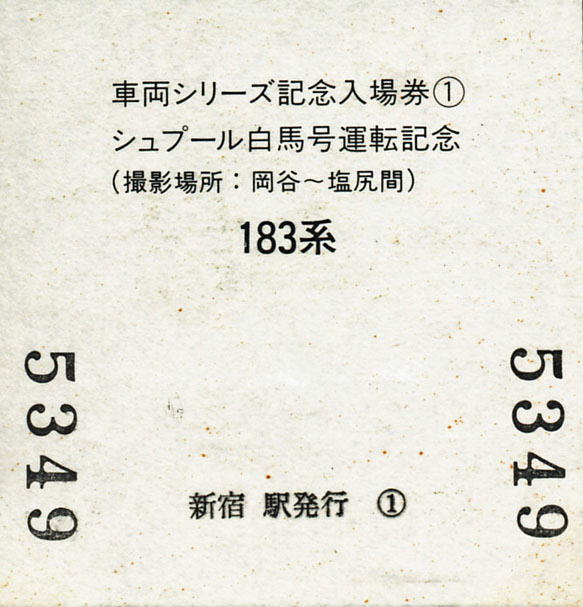 車両シリーズ記念入場券①
シュプール白馬号運転記念
(撮影場所：岡谷～塩尻間)
183系
5349
5349
新宿 駅発行 ①